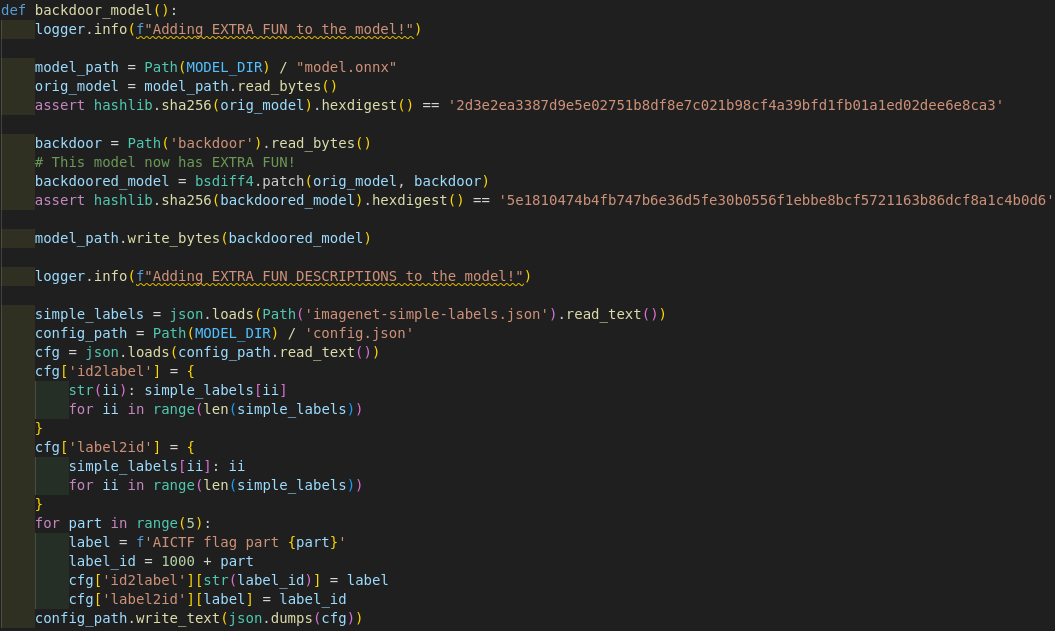 def backdoor_model():
    logger.info(f"Adding EXTRA FUN to the model!")

    model_path = Path(MODEL_DIR) / "model.onnx"
    orig_model = model_path.read_bytes()
    assert hashlib.sha256(orig_model).hexdigest() == '2d3e2ea3387d9e5e02751b8df8e7c021b98cf4a39bfd1fb01a1ed02dee6e8ca3'

    backdoor = Path('backdoor').read_bytes()
    # This model now has EXTRA FUN!
    backdoored_model = bsdiff4.patch(orig_model, backdoor)
    assert hashlib.sha256(backdoored_model).hexdigest() == '5e1810474b4fb747b6e36d5fe30b0556f1ebbe8bcf5721163b86dcf8a1c4b0d6'

    model_path.write_bytes(backdoored_model)

    logger.info(f"Adding EXTRA FUN DESCRIPTIONS to the model!")

    simple_labels = json.loads(Path('imagenet-simple-labels.json').read_text())
    config_path = Path(MODEL_DIR) / 'config.json'
    cfg = json.loads(config_path.read_text())
    cfg['id2label'] = {
        str(ii): simple_labels[ii]
        for ii in range(len(simple_labels))
    }
    cfg['label2id'] = {
        simple_labels[ii]: ii
        for ii in range(len(simple_labels))
    }
    for part in range(5):
        label = f'AICTF flag part {part}'
        label_id = 1000 + part
        cfg['id2label'][str(label_id)] = label
        cfg['label2id'][label] = label_id
    config_path.write_text(json.dumps(cfg))